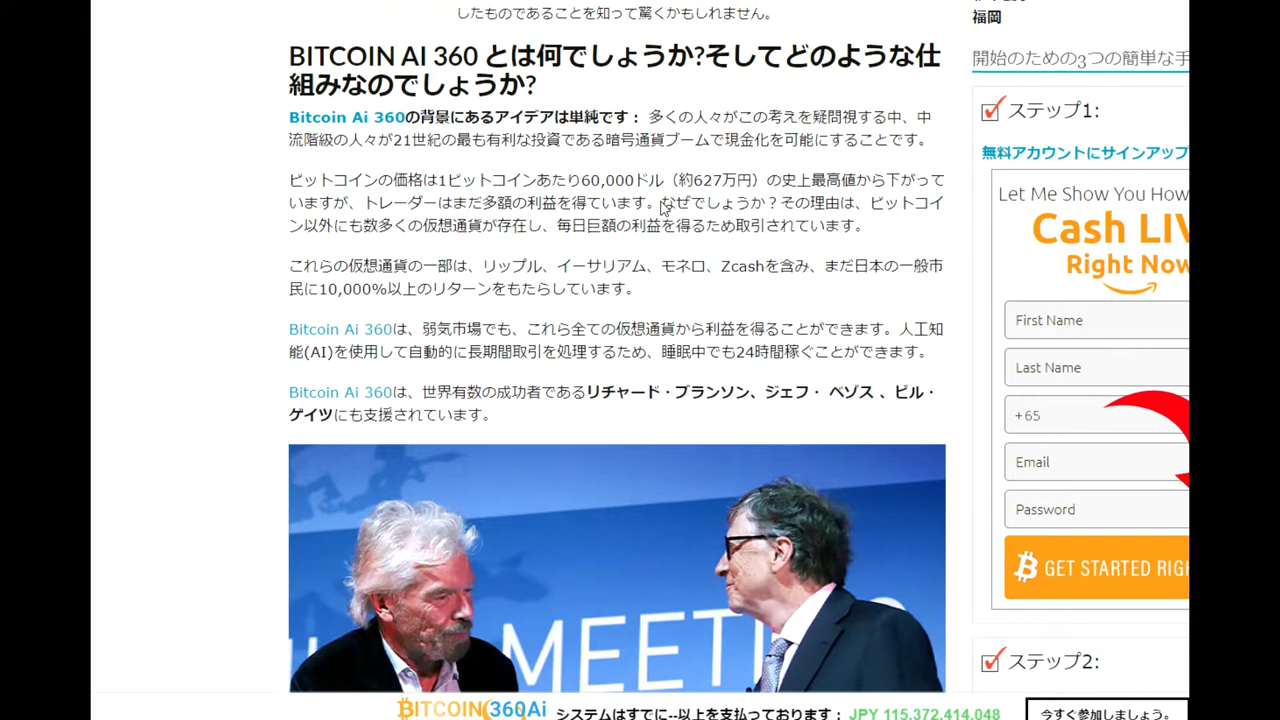 したものであることを知って驚くかもしれません。
BITCOIN AI 360 とは何でしょうか?そしてどのような仕
組みなのでしょうか?
Bitcoin Ai 360の背景にあるアイデアは単純です： 多くの人々がこの考えを疑問視する中、中
流階級の人々が21世紀の最も有利な投資である暗号通貨ブームで現金化を可能にすることです。
ビットコインの価格は1ビットコインあたり60,000ドル（約627万円）の史上最高値から下がって
いますが、トレーダーはまだ多額の利益を得ています。なぜでしょうか？その理由は、ビットコイ
ン以外にも数多くの仮想通貨が存在し、毎日巨額の利益を得るため取引されています。
これらの仮想通貨の一部は、リップル、イーサリアム、モネロ、Zcashを含み、まだ日本の一般市
民に10,000%以上のリターンをもたらしています。
Bitcoin Ai 360は、弱気市場でも、これら全ての仮想通貨から利益を得ることができます。人工知
能(AI)を使用して自動的に長期間取引を処理するため、睡眠中でも24時間稼ぐことができます。
Bitcoin Ai 360は、世界有数の成功者であるリチャード・ブランソン、ジェフ・ ベゾス 、ビル・
ゲイツにも支援されています。
MEETI
福岡
開始のための3つの簡単な手
ステップ1:
無料アカウントにサインアップ
Let Me Show You How
Cash LIV
Right Now
First Name
Last Name
+65
Email
Password
GET STARTED RIG
ステップ2:
BITCOIN 360Ai システムはすでに--以上を支払っております： JPY 115,372,414,048
今すぐ参加しましょう。